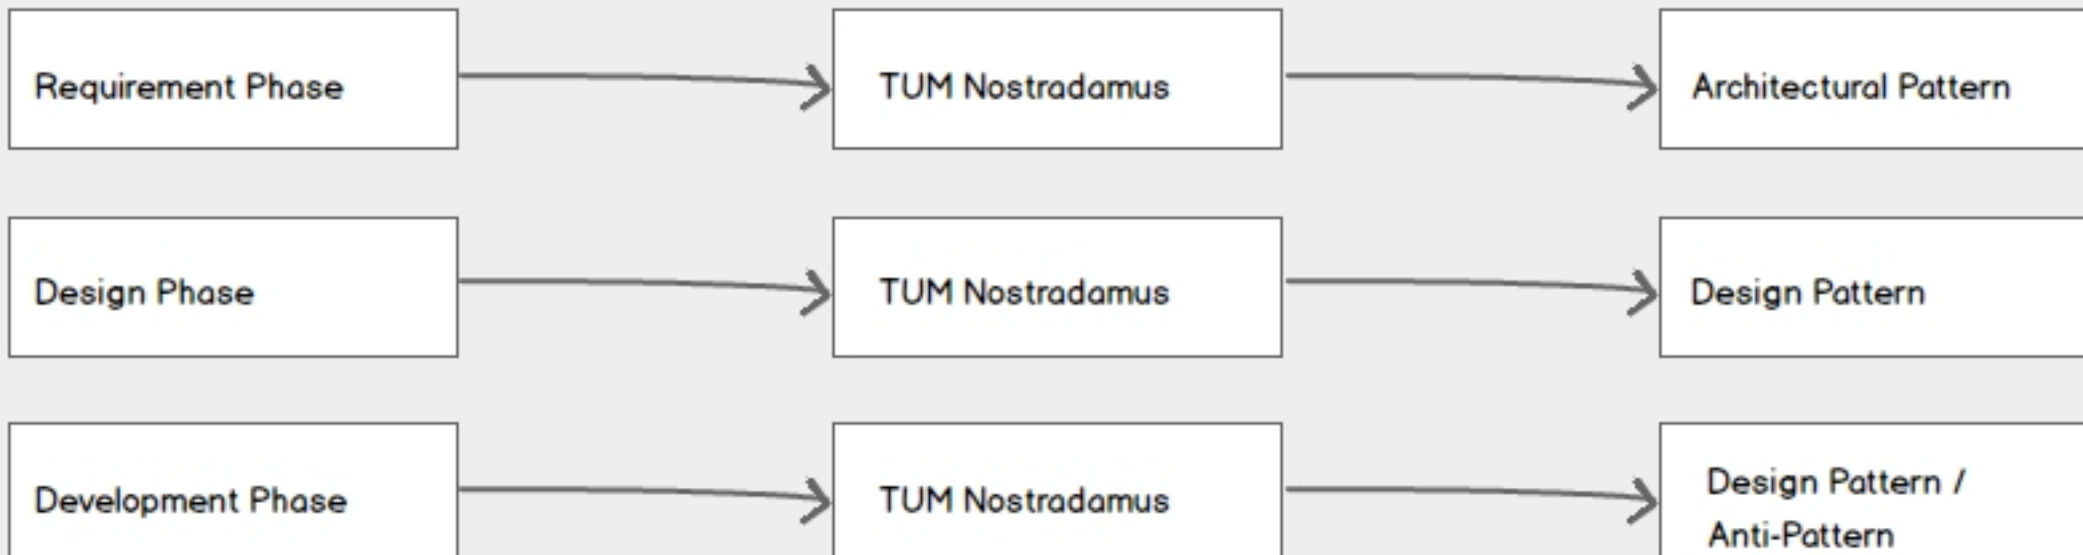 Requirement Phase
TUM Nostradamus
Architectural Pattern
Design Phase
TUM Nostradamus
Design Pattern
Development Phase
TUM Nostradamus
Design Pattern /
Anti-Pattern